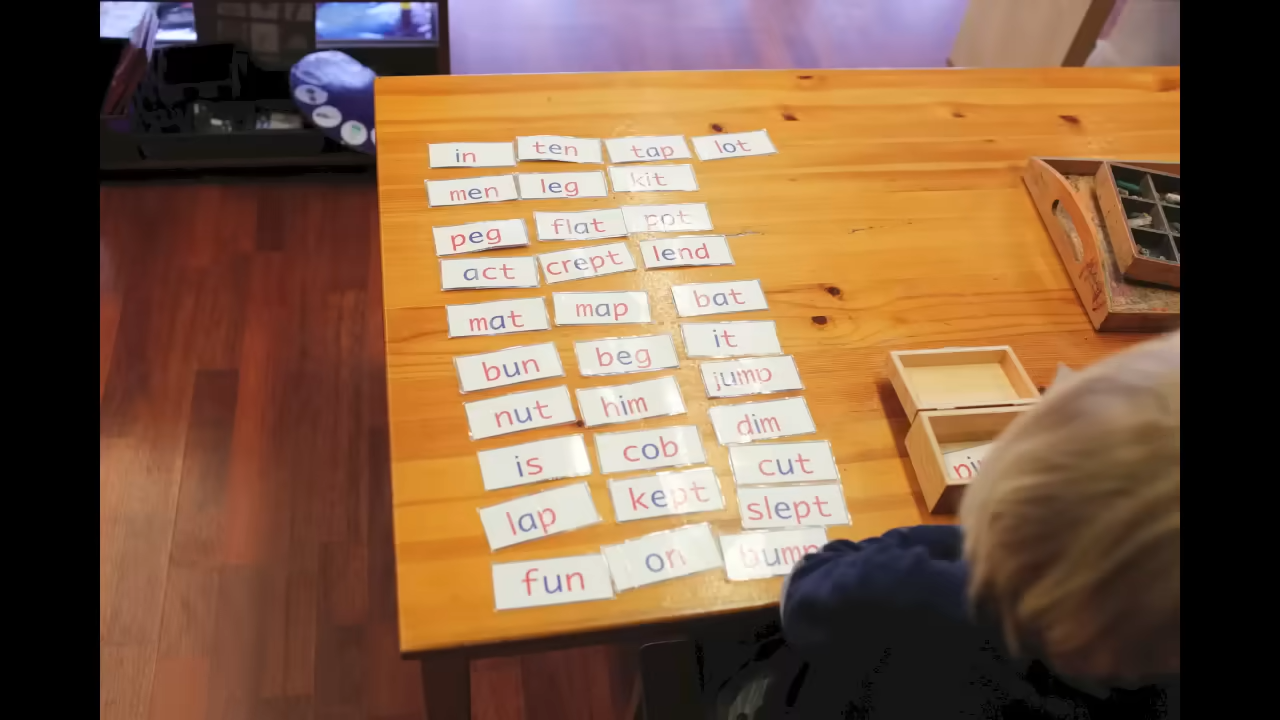 in ten tap lot
men leg kit
peg flat pot
act crept lend
mat map bat
bun beg it
nut him jump
is cob dim
lap kept cut
fun on slept
bump